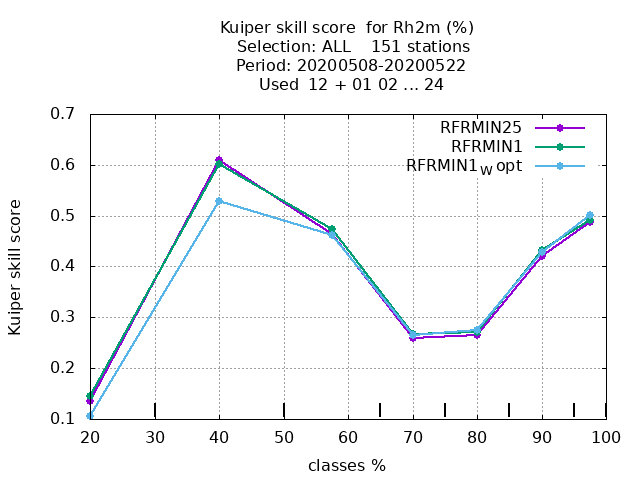 Kuiper skill score  for Rh2m (%)
Selection: ALL    151 stations
Period: 20200508-20200522
Used  12 + 01 02 ... 24
RFRMIN25
RFRMIN1
RFRMIN1w opt
Kuiper skill score
0.7
0.6
0.5
0.4
0.3
0.2
0.1
20 30 40 50 60 70 80 90 100
classes %